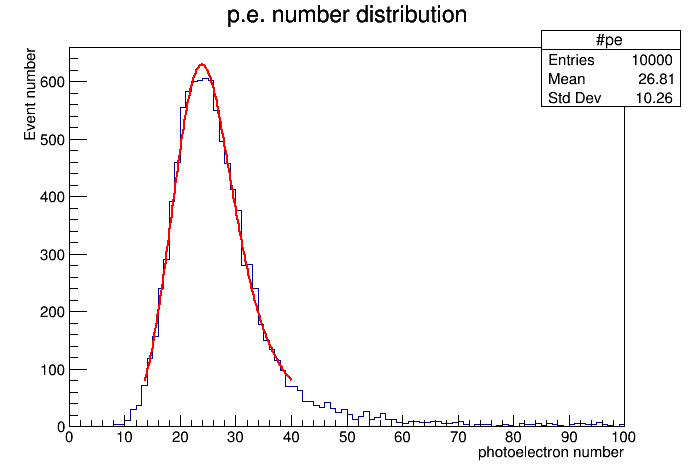 p.e. number distribution
#pe
Entries 10000
Mean 26.81
Std Dev 10.26
Event number
600
500
400
300
200
100
0
0 10 20 30 40 50 60 70 80 90 100
photoelectron number